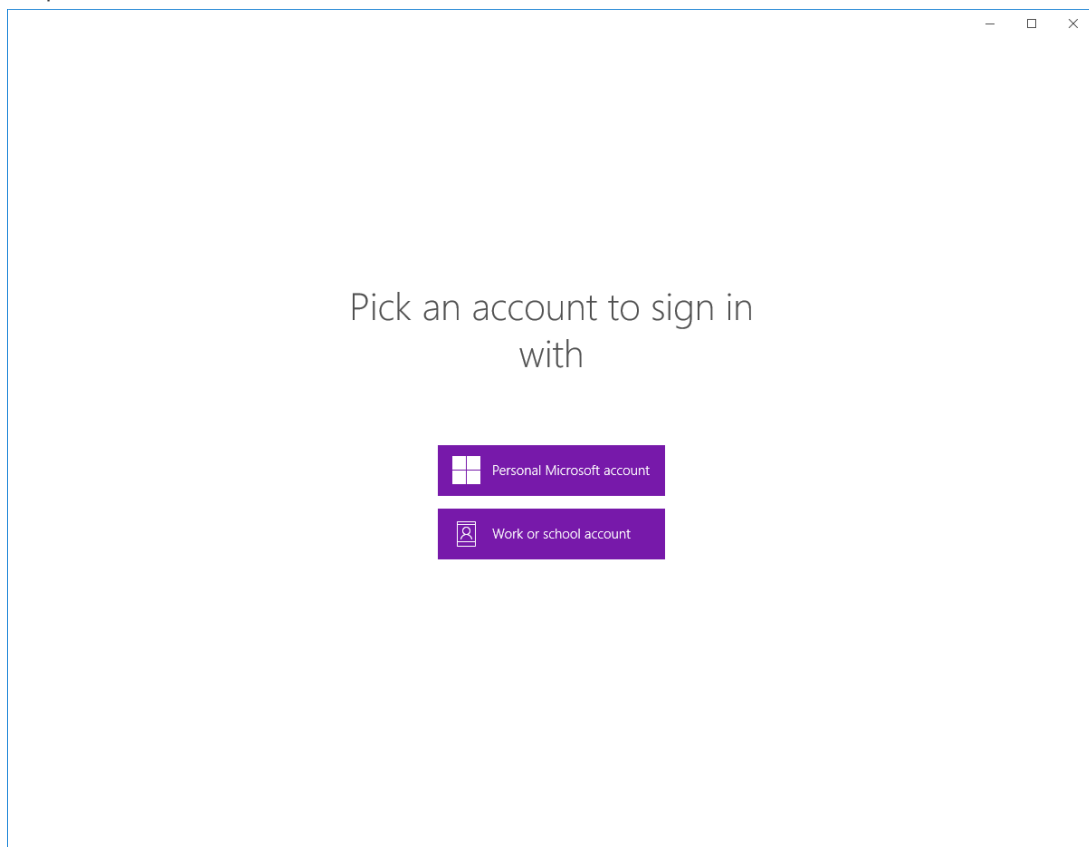 Pick an account to sign in
with
Personal Microsoft account
Work or school account